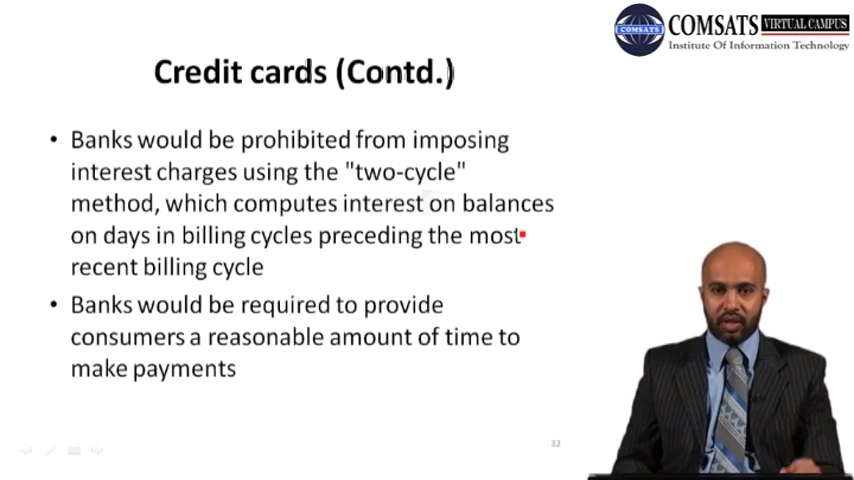 COMSATS VIRTUAL CAMPUS
COMSATS
Institute Of Information Technology
Credit cards (Contd.)
• Banks would be prohibited from imposing
interest charges using the "two-cycle"
method, which computes interest on balances
on days in billing cycles preceding the most
recent billing cycle
• Banks would be required to provide
consumers a reasonable amount of time to
make payments
32